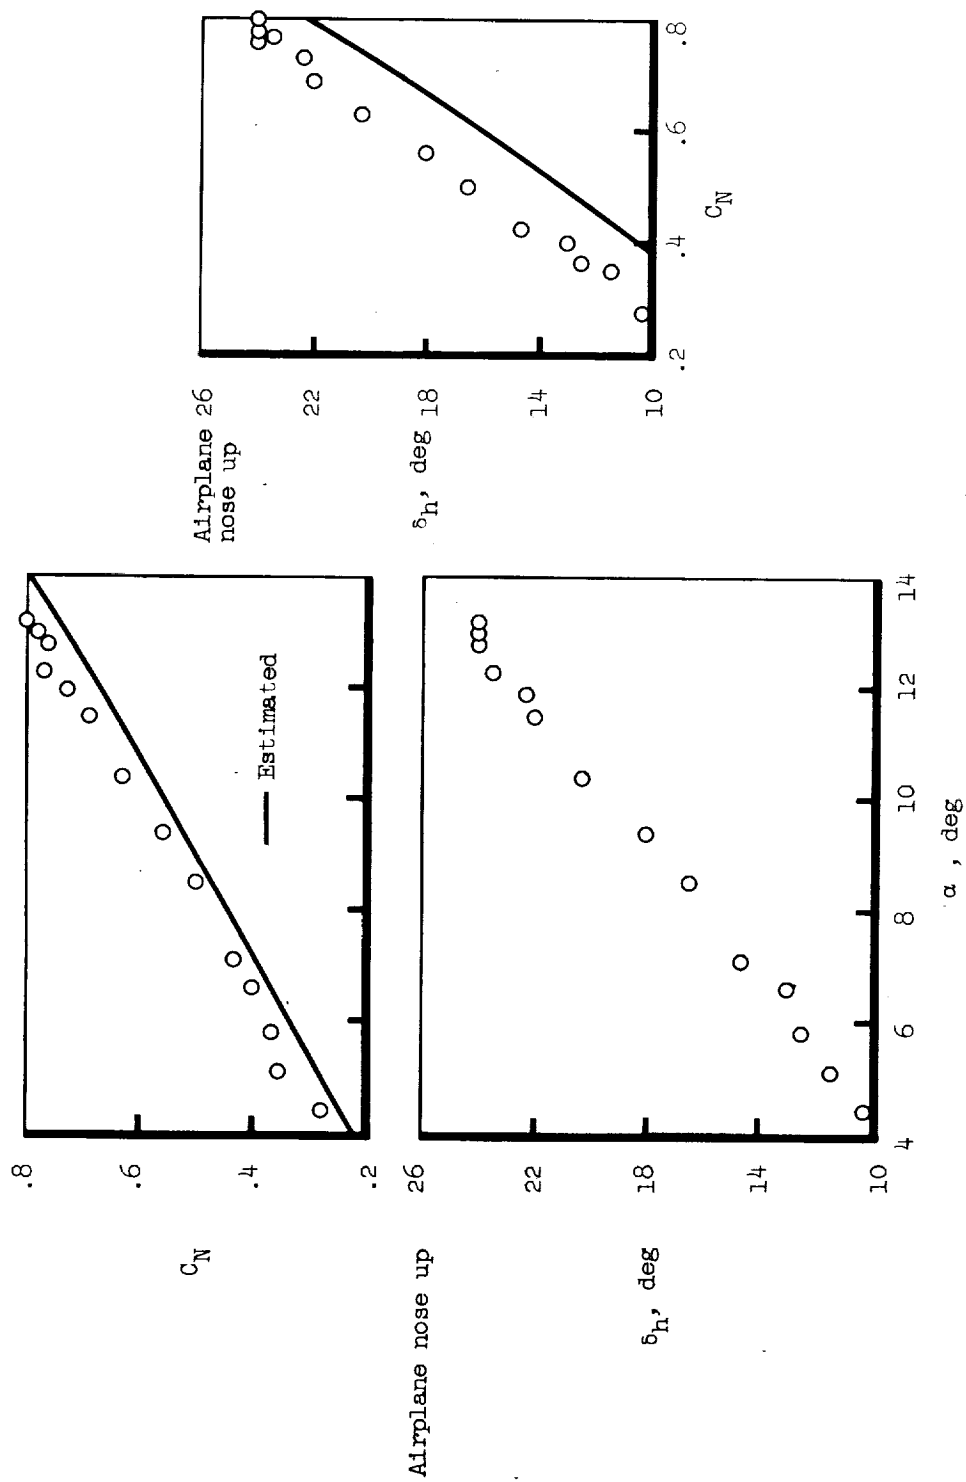 .8
.6
.4
.2
C_N
Estimated
Airplane nose up
26
22
18
14
10
δ_h, deg
4
6
8
10
12
14
α , deg
Airplane 26
nose up
22
δ_h, deg 18
14
10
.2
.4
.6
.8
C_N